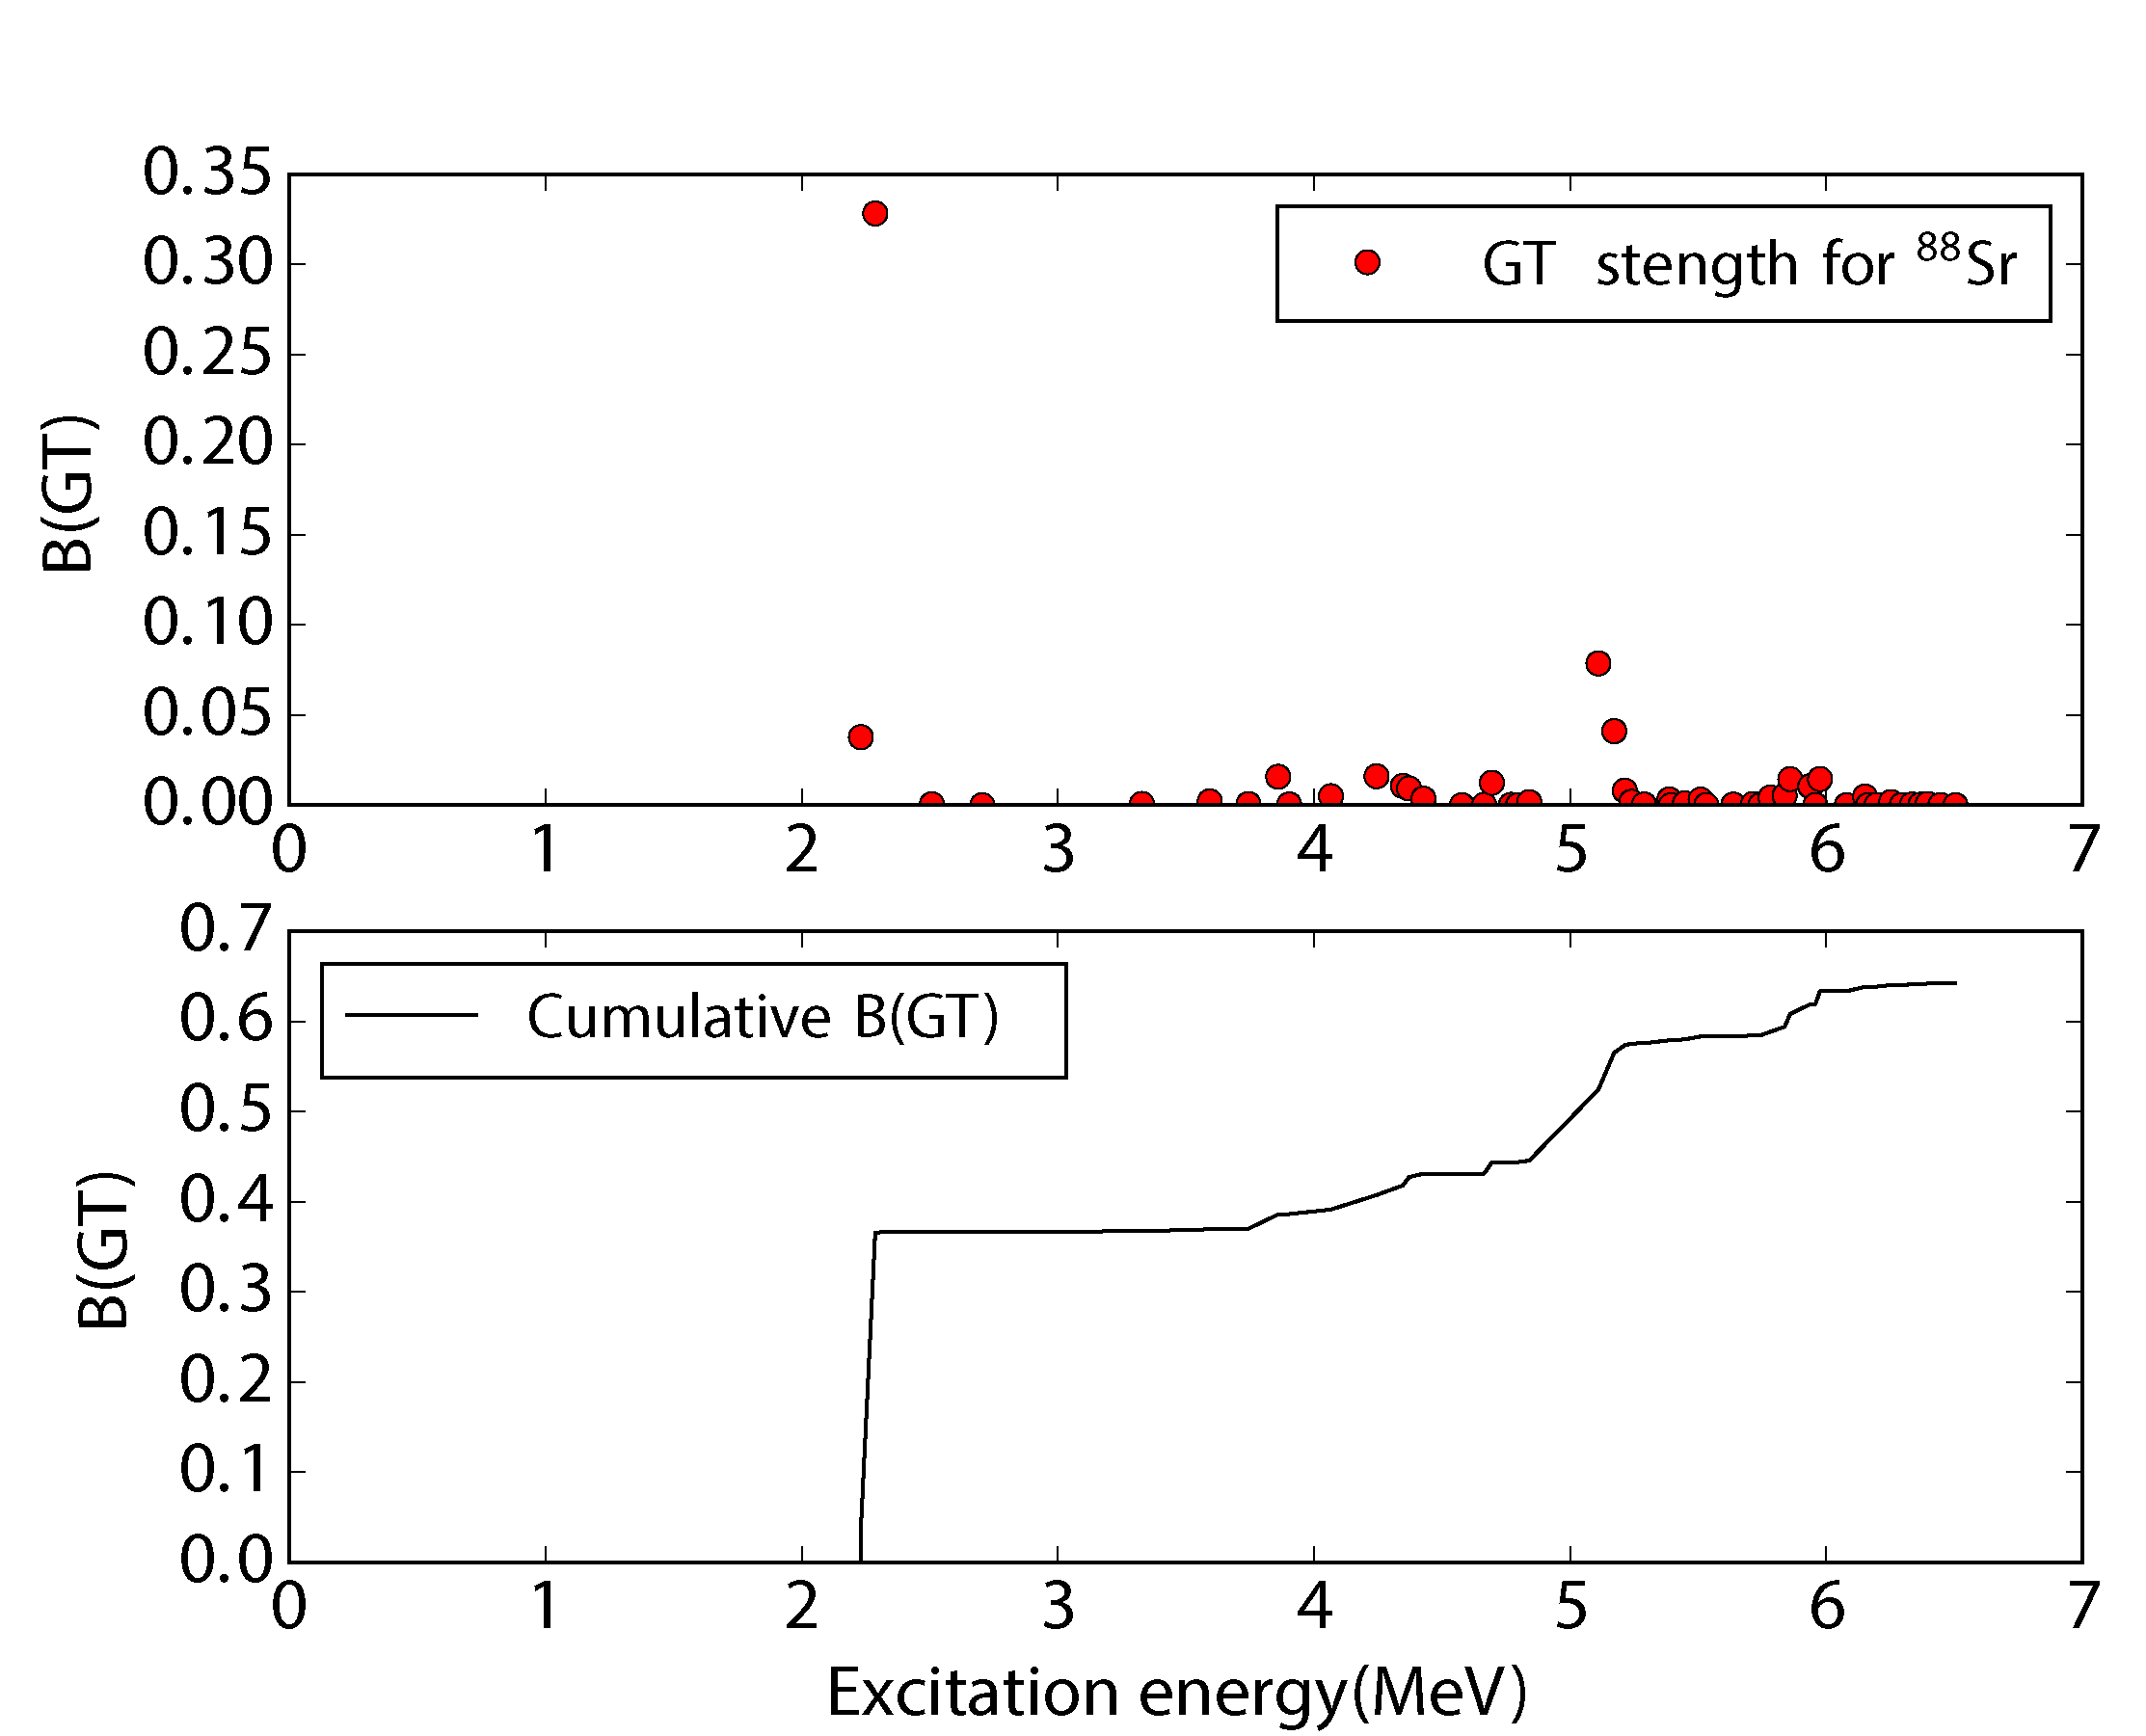 0.35
0.30
0.25
0.20
0.15
0.10
0.05
0.00
B(GT)
GT stength for ⁸⁸Sr
0 1 2 3 4 5 6 7
0.7
0.6
0.5
0.4
0.3
0.2
0.1
0.0
B(GT)
Cumulative B(GT)
0 1 2 3 4 5 6 7
Excitation energy(MeV)